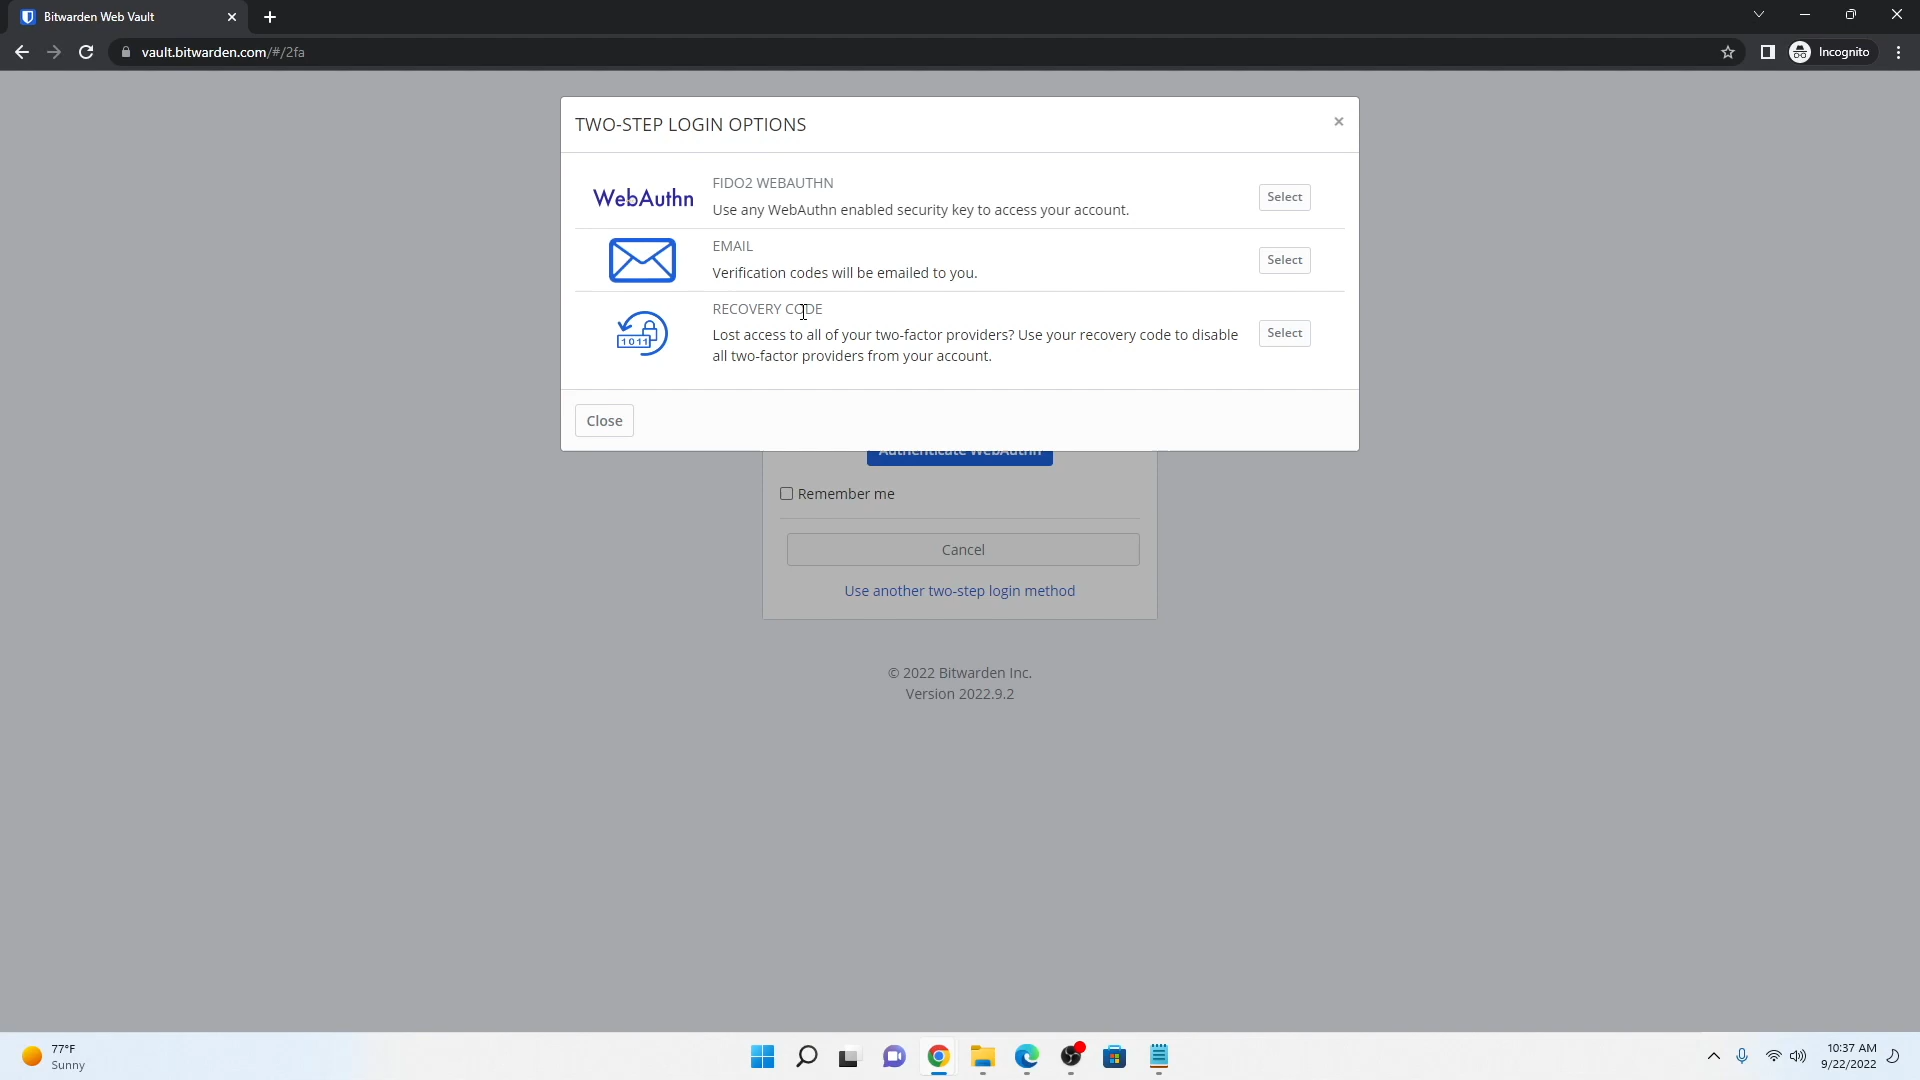 Bitwarden Web Vault
vault.bitwarden.com/#/2fa
Incognito
TWO-STEP LOGIN OPTIONS
×
WebAuthn
FIDO2 WEBAUTHN
Use any WebAuthn enabled security key to access your account.
Select
EMAIL
Verification codes will be emailed to you.
Select
1011
RECOVERY CODE
Lost access to all of your two-factor providers? Use your recovery code to disable
all two-factor providers from your account.
Select
Close
Authenticate WebAuthn
Remember me
Cancel
Use another two-step login method
© 2022 Bitwarden Inc.
Version 2022.9.2
77°F
Sunny
10:37 AM
9/22/2022